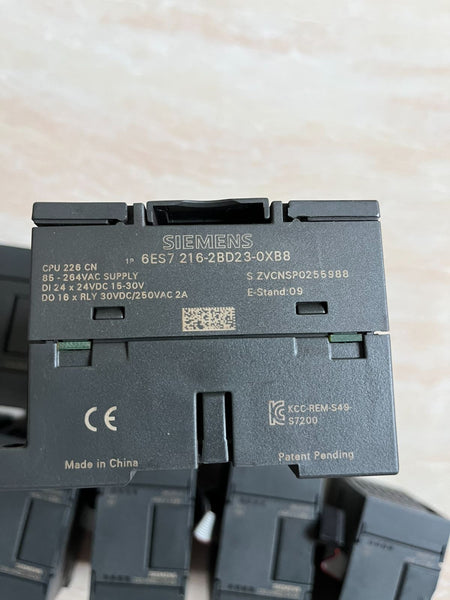 SIEMENS
1P 6ES7 216-2BD23-0XB8
CPU 226 CN
85 - 264VAC SUPPLY
DI 24 x 24VDC 15-30V
DO 16 x RLY 30VDC/250VAC 2A
S ZVCNSP0255988
E-Stand:09
CE
KCC-REM-S49-
S7200
Made in China
Patent Pending